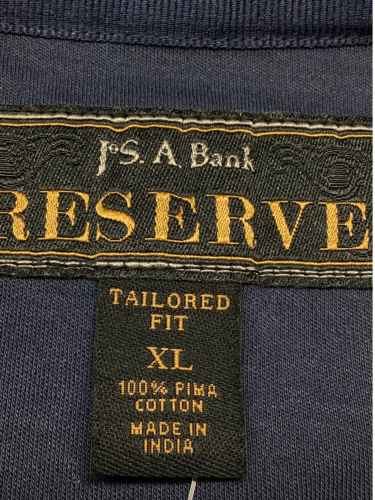 JoS. A. Bank
RESERVE
TAILORED
FIT
XL
100% PIMA
COTTON
MADE IN
INDIA